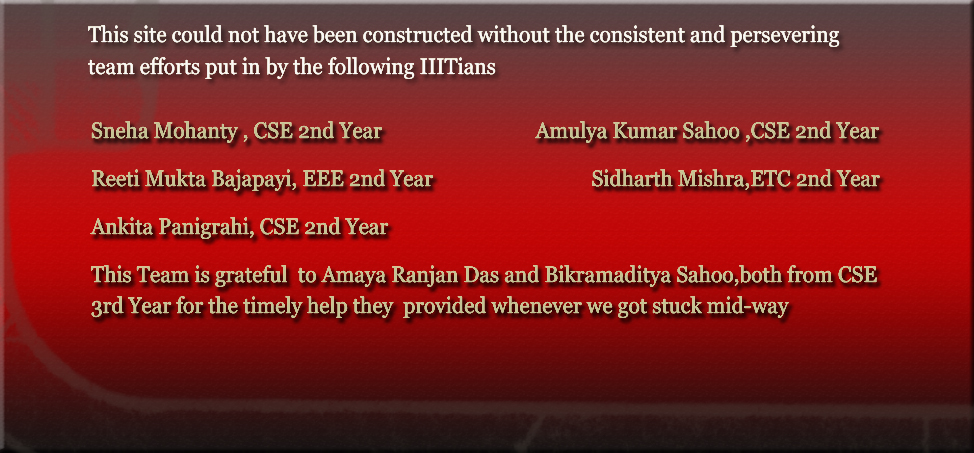 This site could not have been constructed without the consistent and persevering
team efforts put in by the following IIITians
Sneha Mohanty , CSE 2nd Year
Amulya Kumar Sahoo ,CSE 2nd Year
Reeti Mukta Bajapayi, EEE 2nd Year
Sidharth Mishra,ETC 2nd Year
Ankita Panigrahi, CSE 2nd Year
This Team is grateful  to Amaya Ranjan Das and Bikramaditya Sahoo,both from CSE
3rd Year for the timely help they  provided whenever we got stuck mid-way